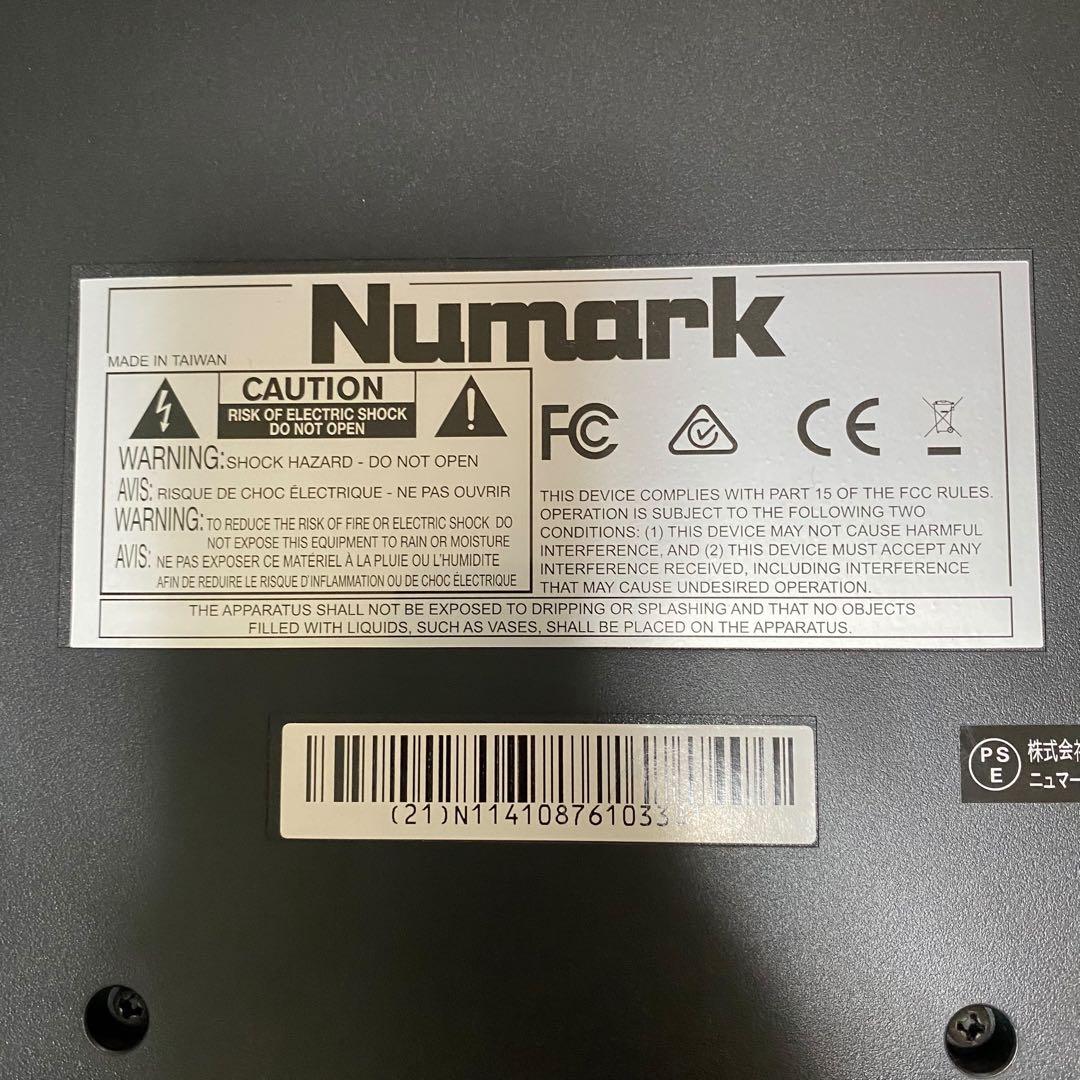 Numark
MADE IN TAIWAN
CAUTION
RISK OF ELECTRIC SHOCK
DO NOT OPEN
WARNING: SHOCK HAZARD - DO NOT OPEN
AVIS: RISQUE DE CHOC ÉLECTRIQUE - NE PAS OUVRIR
WARNING: TO REDUCE THE RISK OF FIRE OR ELECTRIC SHOCK DO
NOT EXPOSE THIS EQUIPMENT TO RAIN OR MOISTURE
AVIS: NE PAS EXPOSER CE MATÉRIEL À LA PLUIE OU L'HUMIDITE
AFIN DE REDUIRE LE RISQUE D'INFLAMMATION OU DE CHOC ÉLECTRIQUE
FC
CE
THIS DEVICE COMPLIES WITH PART 15 OF THE FCC RULES.
OPERATION IS SUBJECT TO THE FOLLOWING TWO
CONDITIONS: (1) THIS DEVICE MAY NOT CAUSE HARMFUL
INTERFERENCE, AND (2) THIS DEVICE MUST ACCEPT ANY
INTERFERENCE RECEIVED, INCLUDING INTERFERENCE
THAT MAY CAUSE UNDESIRED OPERATION.
THE APPARATUS SHALL NOT BE EXPOSED TO DRIPPING OR SPLASHING AND THAT NO OBJECTS
FILLED WITH LIQUIDS, SUCH AS VASES, SHALL BE PLACED ON THE APPARATUS.
(21)N114108761033
PS
E
株式会社
ニュマー